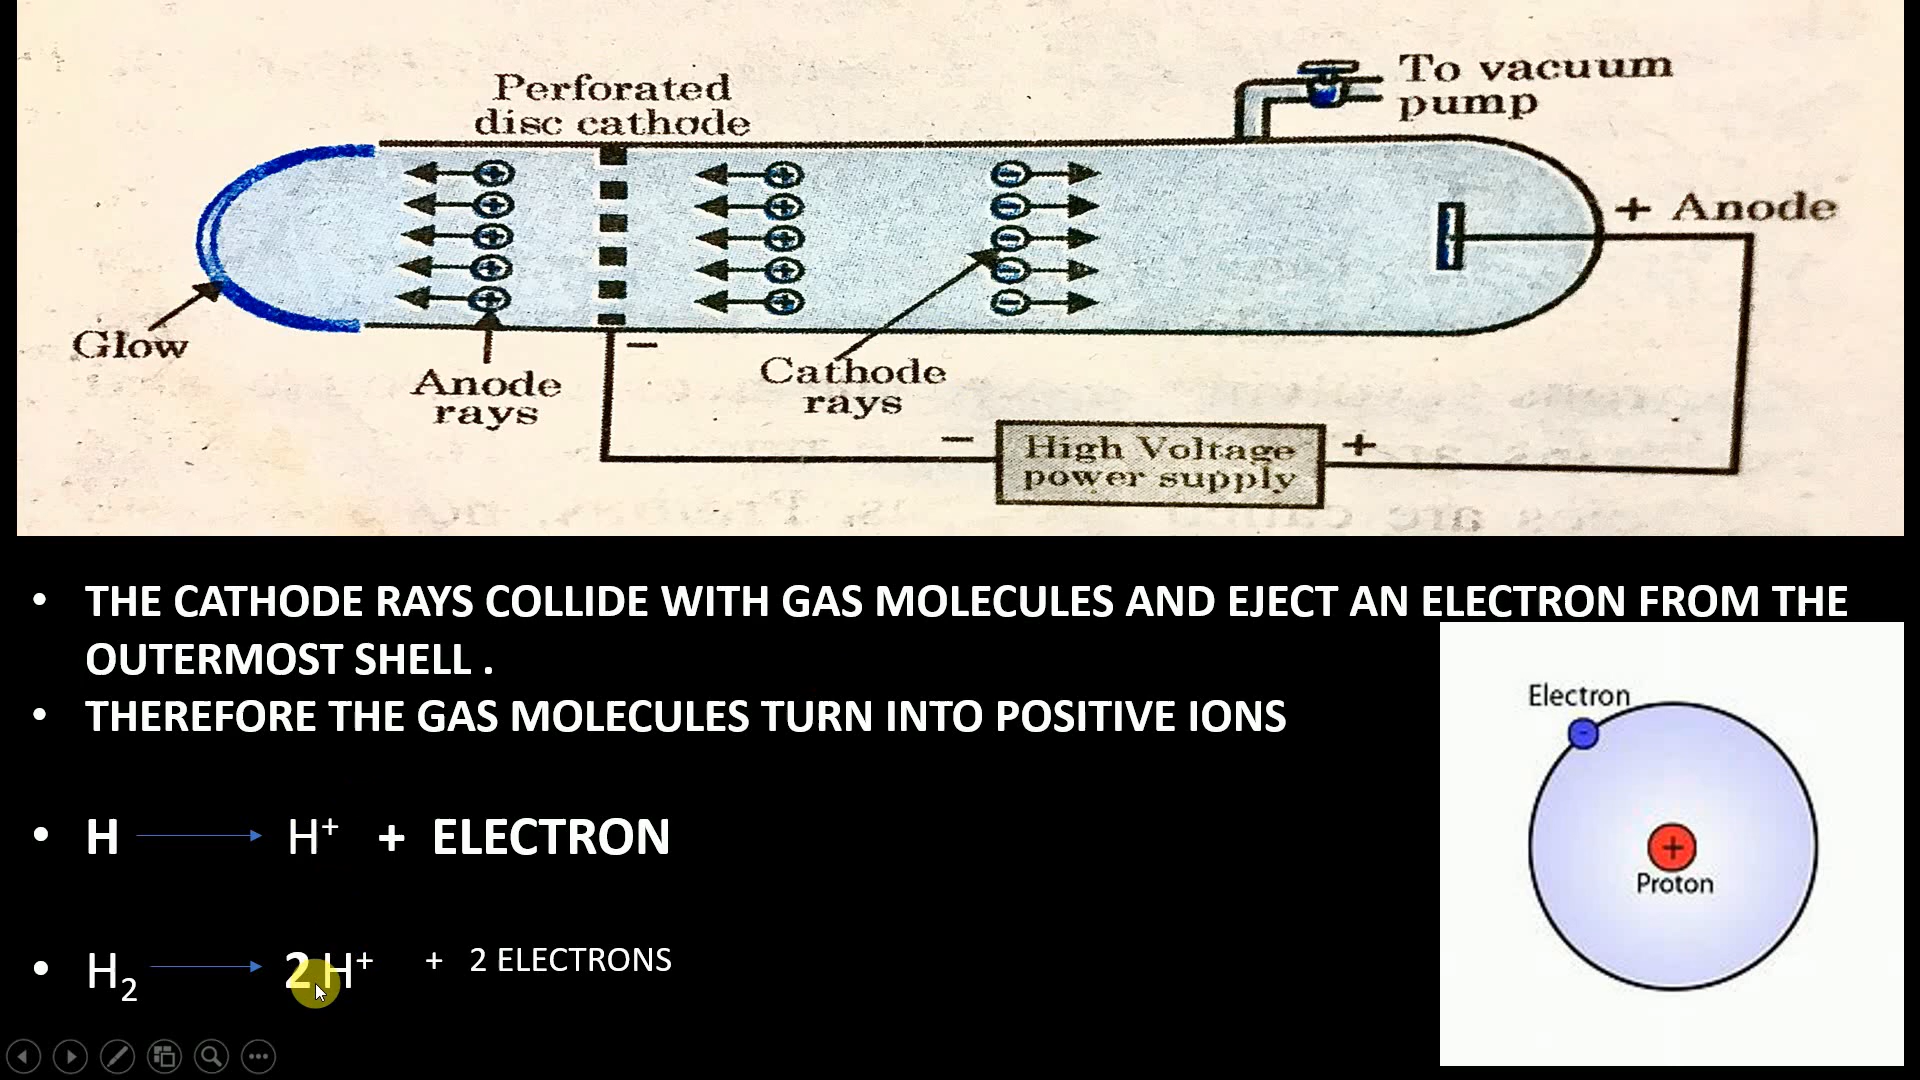 Perforated
disc cathode
To vacuum
pump
+ Anode
Glow
Anode
rays
−
Cathode
rays
−
High Voltage
power supply
+
• THE CATHODE RAYS COLLIDE WITH GAS MOLECULES AND EJECT AN ELECTRON FROM THE
OUTERMOST SHELL .
• THEREFORE THE GAS MOLECULES TURN INTO POSITIVE IONS
• H → H⁺ + ELECTRON
• H₂ → 2 H⁺ + 2 ELECTRONS
Electron
-
+
Proton